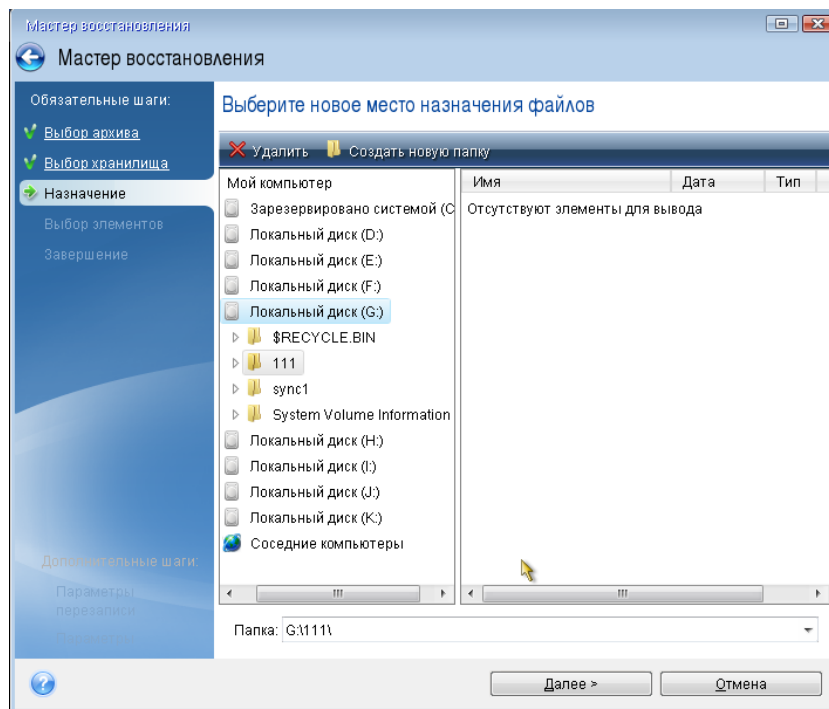 Мастер восстановления
Мастер восстановления
Обязательные шаги:
Выбор архива
Выбор хранилища
Назначение
Выбор элементов
Завершение
Дополнительные шаги:
Параметры
перезаписи
Выберите новое место назначения файлов
Удалить Создать новую папку
Мой компьютер
Зарезервировано системой (C
Локальный диск (D:)
Локальный диск (E:)
Локальный диск (F:)
Локальный диск (G:)
$RECYCLE.BIN
111
sync1
System Volume Information
Локальный диск (H:)
Локальный диск (I:)
Локальный диск (J:)
Локальный диск (K:)
Соседние компьютеры
Имя Дата Тип
Отсутствуют элементы для вывода
Папка: G:\111\
Далее > Отмена